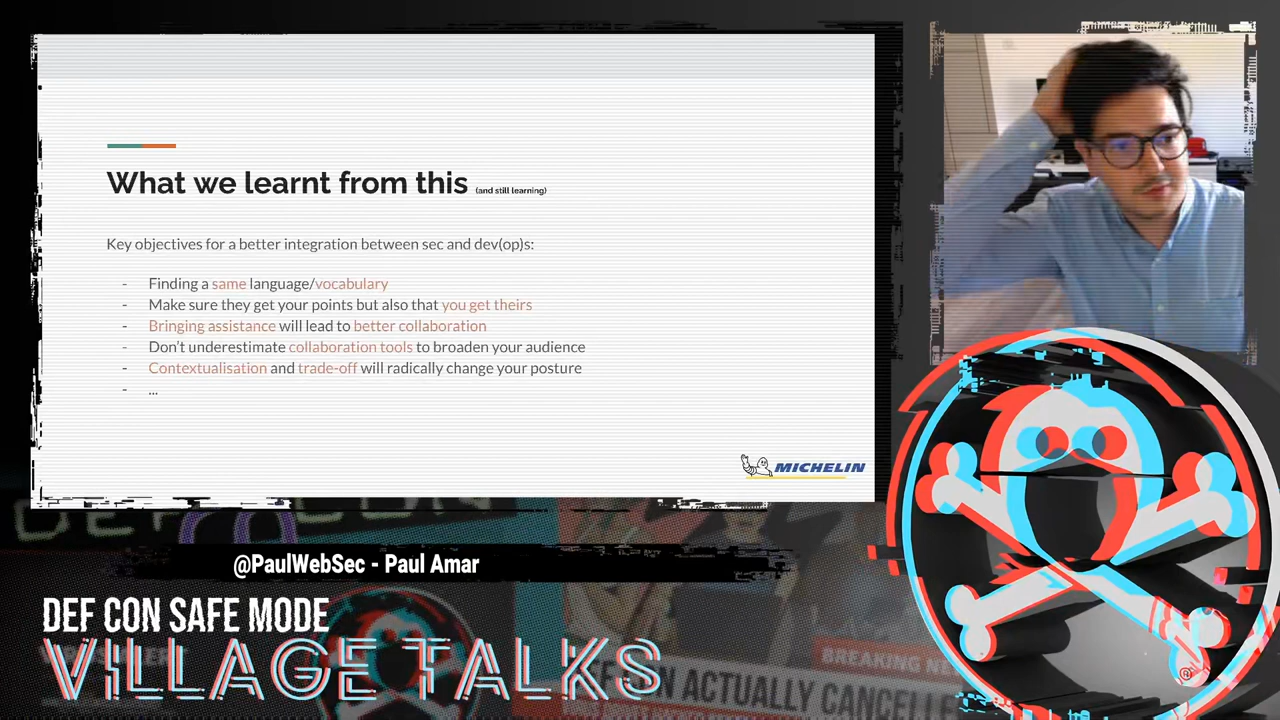 What we learnt from this (and still learning)
Key objectives for a better integration between sec and dev(op)s:
- Finding a same language/vocabulary
- Make sure they get your points but also that you get theirs
- Bringing assistance will lead to better collaboration
- Don't underestimate collaboration tools to broaden your audience
- Contextualisation and trade-off will radically change your posture
- ...
MICHELIN
DEF CON
@PaulWebSec - Paul Amar
DEF CON SAFE MODE
VILLAGE TALKS
BREAKING
CON ACTUALLY
®